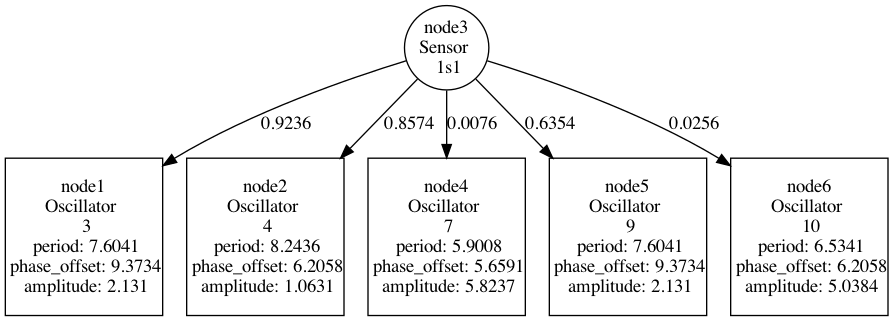 node3
Sensor
1s1
0.9236
0.8574
0.0076
0.6354
0.0256
node1
Oscillator
3
period: 7.6041
phase_offset: 9.3734
amplitude: 2.131
node2
Oscillator
4
period: 8.2436
phase_offset: 6.2058
amplitude: 1.0631
node4
Oscillator
7
period: 5.9008
phase_offset: 5.6591
amplitude: 5.8237
node5
Oscillator
9
period: 7.6041
phase_offset: 9.3734
amplitude: 2.131
node6
Oscillator
10
period: 6.5341
phase_offset: 6.2058
amplitude: 5.0384